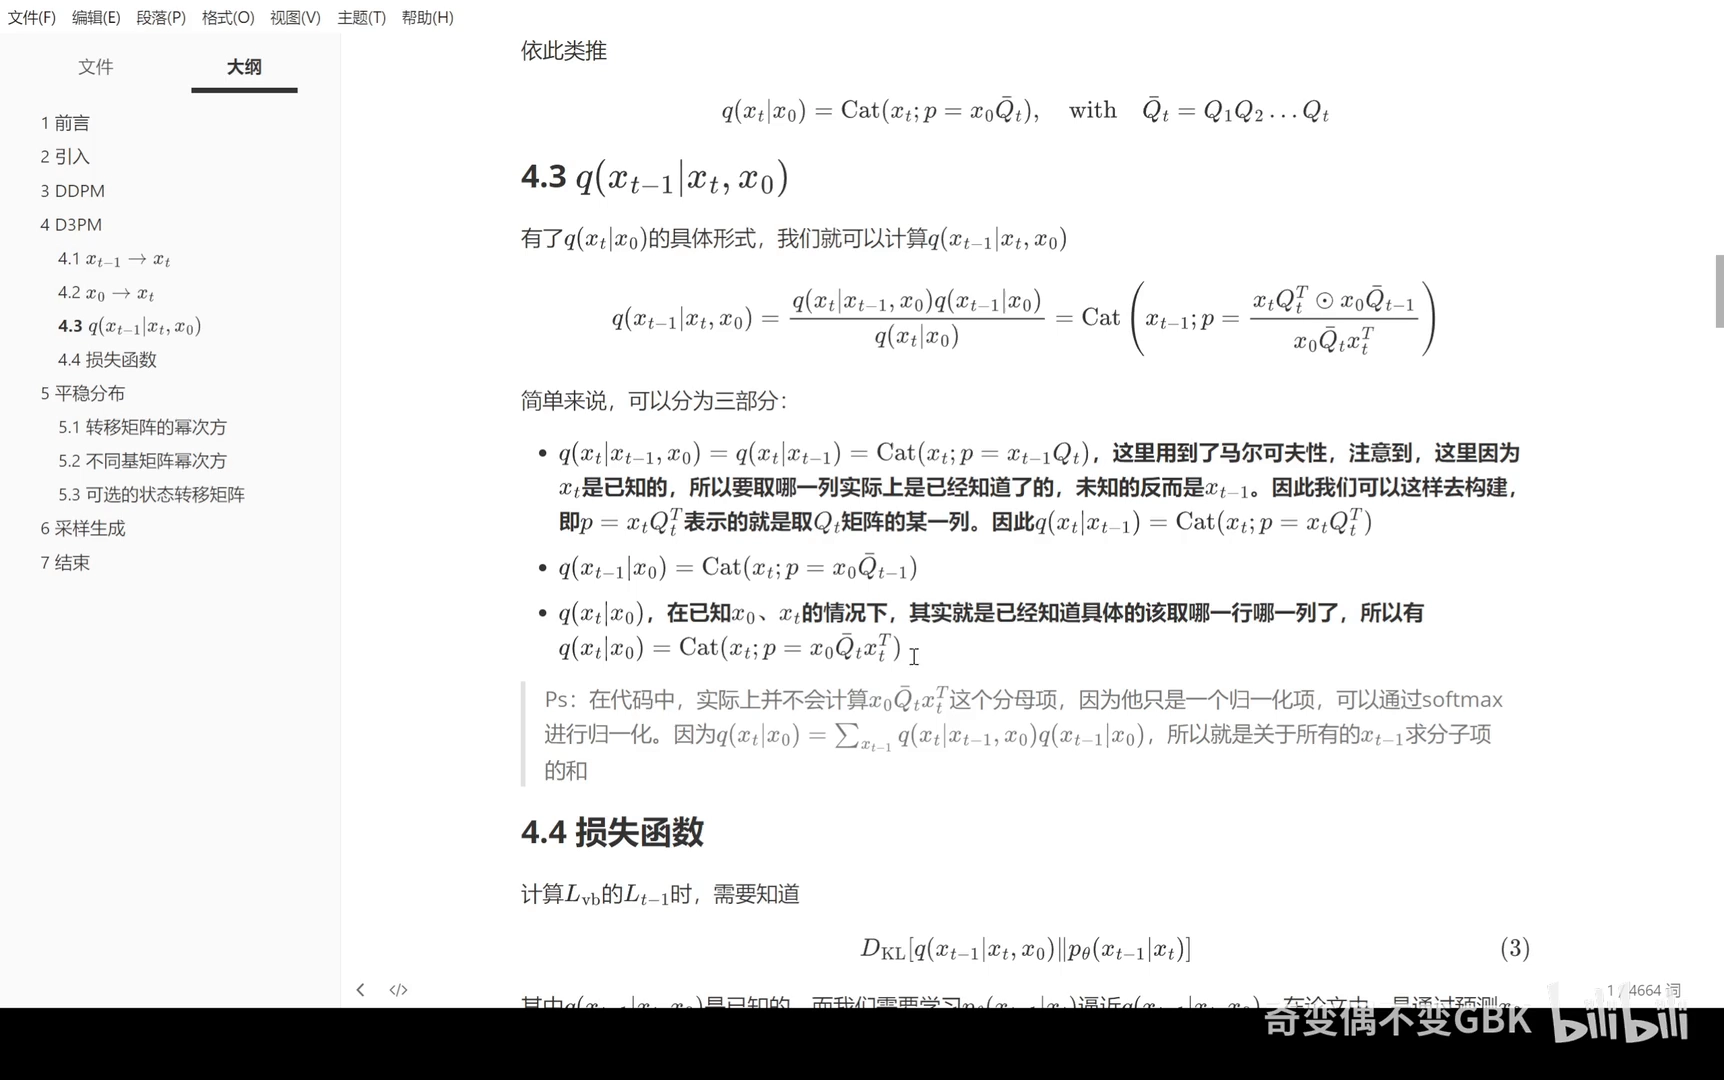 文件(F) 编辑(E) 段落(P) 格式(O) 视图(V) 主题(T) 帮助(H)
文件 大纲
1 前言
2 引入
3 DDPM
4 D3PM
4.1 x_{t−1} → x_t
4.2 x_0 → x_t
4.3 q(x_{t−1}|x_t, x_0)
4.4 损失函数
5 平稳分布
5.1 转移矩阵的幂次方
5.2 不同基矩阵幂次方
5.3 可选的状态转移矩阵
6 采样生成
7 结束
依此类推
q(x_t|x_0) = Cat(x_t; p = x_0Q̄_t), with Q̄_t = Q_1Q_2 … Q_t
4.3 q(x_{t−1}|x_t, x_0)
有了q(x_t|x_0)的具体形式，我们就可以计算q(x_{t−1}|x_t, x_0)
q(x_{t−1}|x_t, x_0) = \frac{q(x_t|x_{t−1}, x_0)q(x_{t−1}|x_0)}{q(x_t|x_0)} = Cat(x_{t−1}; p = \frac{x_tQ_t^T ⊙ x_0Q̄_{t−1}}{x_0Q̄_tx_t^T})
简单来说，可以分为三部分：
• q(x_t|x_{t−1}, x_0) = q(x_t|x_{t−1}) = Cat(x_t; p = x_{t−1}Q_t)，这里用到了马尔可夫性，注意到，这里因为
x_t是已知的，所以要取哪一列实际上是已经知道了的，未知的反而是x_{t−1}。因此我们可以这样去构建，
即p = x_tQ_t^T表示的就是取Q_t矩阵的某一列。因此q(x_t|x_{t−1}) = Cat(x_t; p = x_tQ_t^T)
• q(x_{t−1}|x_0) = Cat(x_t; p = x_0Q̄_{t−1})
• q(x_t|x_0)，在已知x_0、x_t的情况下，其实就是已经知道具体的该取哪一行哪一列了，所以有
q(x_t|x_0) = Cat(x_t; p = x_0Q̄_tx_t^T)
Ps：在代码中，实际上并不会计算x_0Q̄_tx_t^T这个分母项，因为他只是一个归一化项，可以通过softmax
进行归一化。因为q(x_t|x_0) = ∑_{x_{t−1}} q(x_t|x_{t−1}, x_0)q(x_{t−1}|x_0)，所以就是关于所有的x_{t−1}求分子项
的和
4.4 损失函数
计算L_{vb}的L_{t−1}时，需要知道
D_{KL}[q(x_{t−1}|x_t, x_0)‖p_θ(x_{t−1}|x_t)] (3)
</> 1 / 4664 词
奇变偶不变GBK bilibili